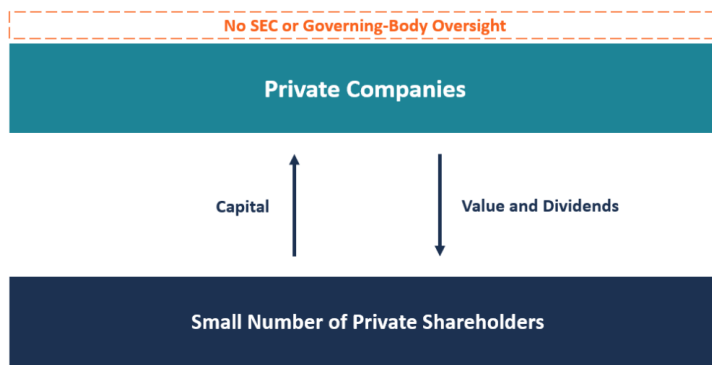 No SEC or Governing-Body Oversight
Private Companies
Capital
Value and Dividends
Small Number of Private Shareholders